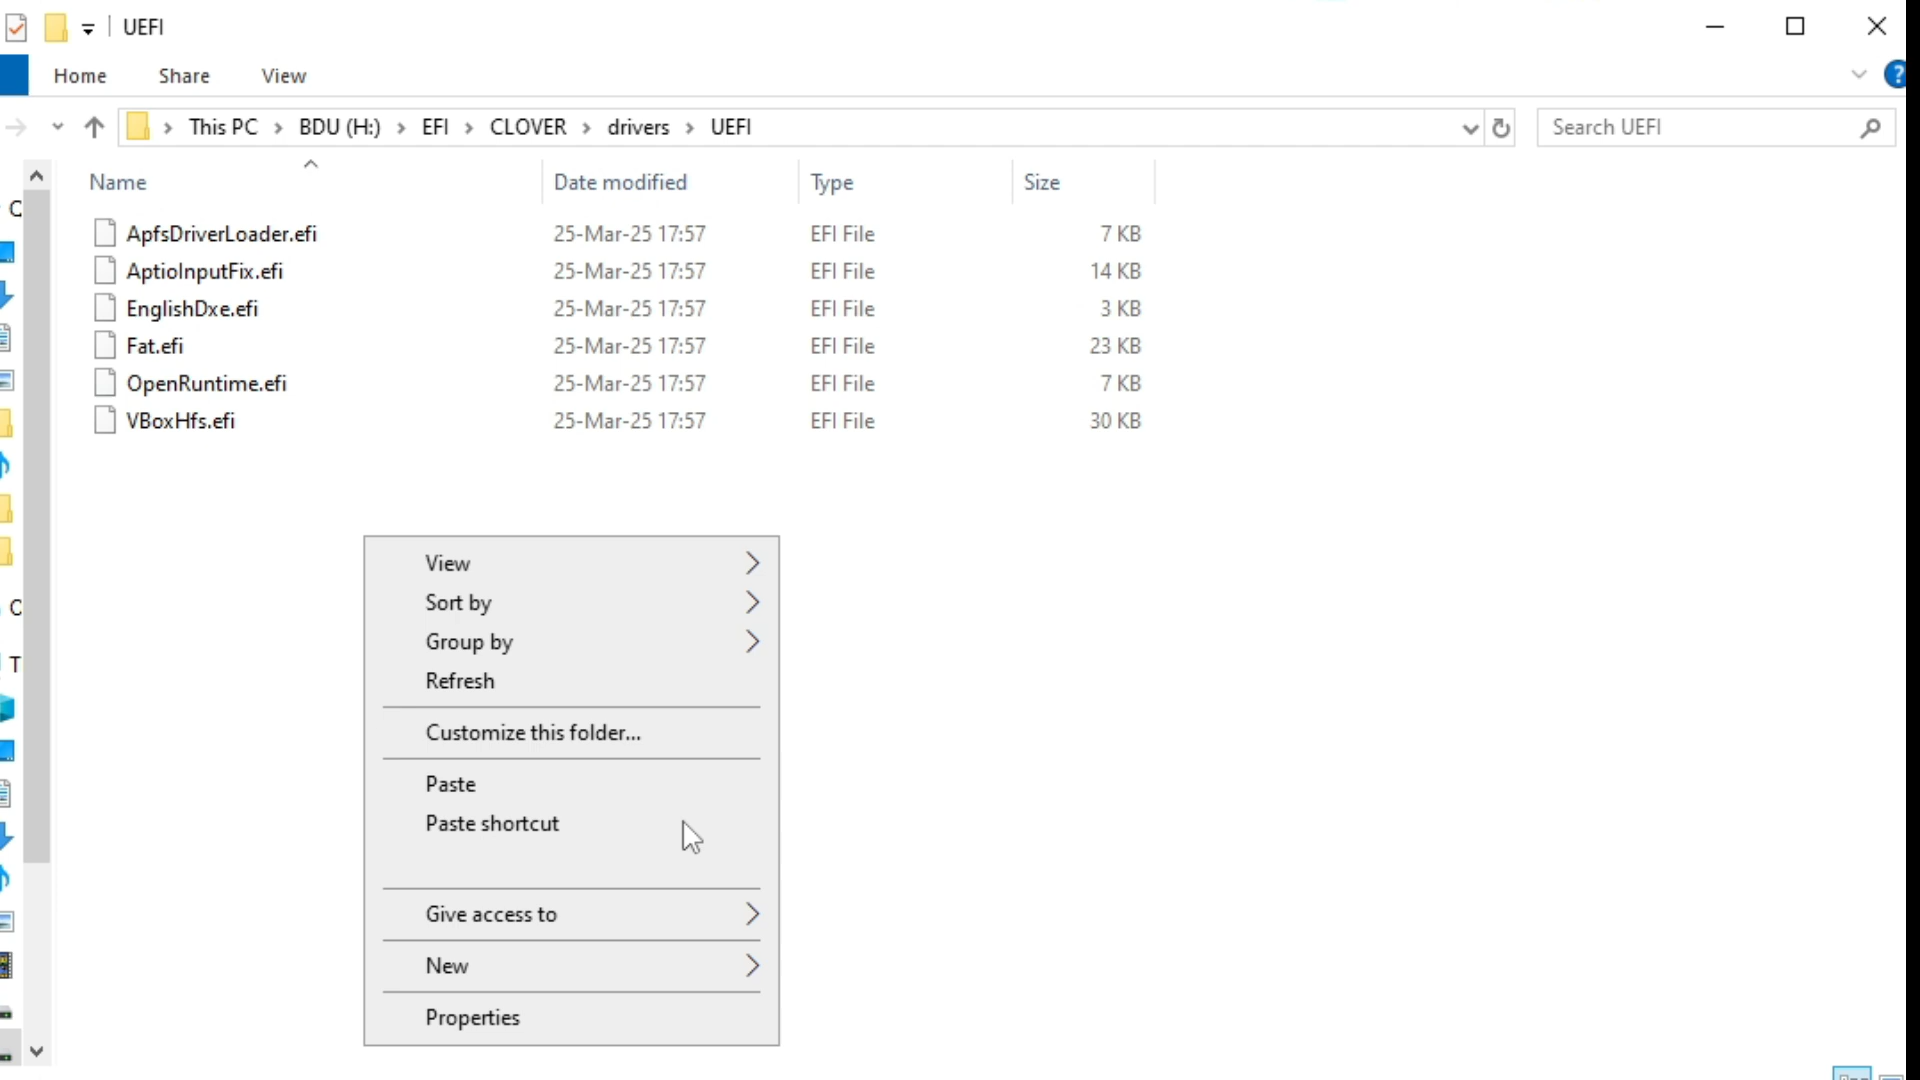 UEFI
Home Share View
?
This PC BDU (H:) EFI CLOVER drivers UEFI
Search UEFI
Name Date modified Type Size
ApfsDriverLoader.efi 25-Mar-25 17:57 EFI File 7 KB
AptioInputFix.efi 25-Mar-25 17:57 EFI File 14 KB
EnglishDxe.efi 25-Mar-25 17:57 EFI File 3 KB
Fat.efi 25-Mar-25 17:57 EFI File 23 KB
OpenRuntime.efi 25-Mar-25 17:57 EFI File 7 KB
VBoxHfs.efi 25-Mar-25 17:57 EFI File 30 KB
View
Sort by
Group by
Refresh
Customize this folder...
Paste
Paste shortcut
Give access to
New
Properties